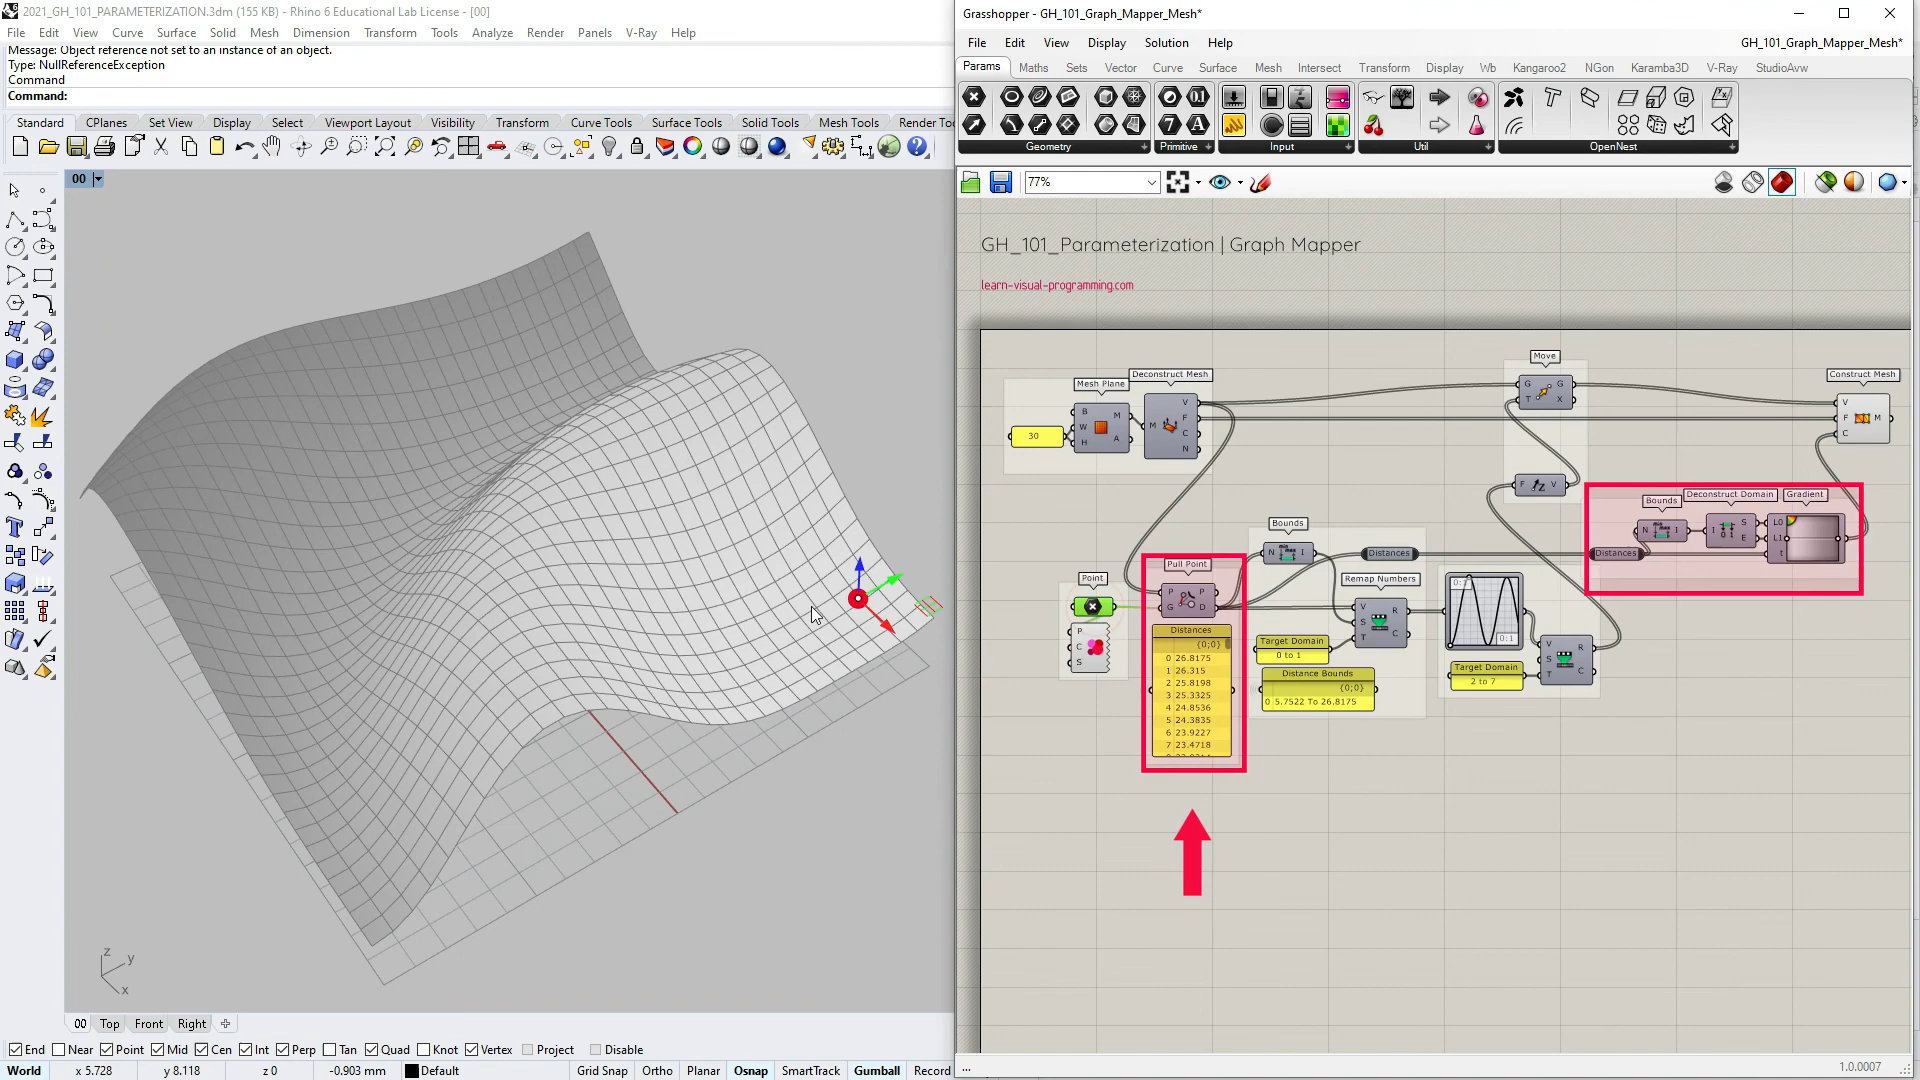 2021_GH_101_PARAMETERIZATION.3dm (155 KB) - Rhino 6 Educational Lab License - [00]
File Edit View Curve Surface Solid Mesh Dimension Transform Tools Analyze Render Panels V-Ray Help
Message: Object reference not set to an instance of an object.
Type: NullReferenceException
Command
Command:
Standard CPlanes Set View Display Select Viewport Layout Visibility Transform Curve Tools Surface Tools Solid Tools Mesh Tools Render To
00
z
y
x
00 Top Front Right
End Near Point Mid Cen Int Perp Tan Quad Knot Vertex Project Disable
World x 5.728 y 8.118 z 0 -0.903 mm Default Grid Snap Ortho Planar Osnap SmartTrack Gumball Record
Grasshopper - GH_101_Graph_Mapper_Mesh*
File Edit View Display Solution Help GH_101_Graph_Mapper_Mesh*
Params Maths Sets Vector Curve Surface Mesh Intersect Transform Display Wb Kangaroo2 NGon Karamba3D V-Ray StudioAvw
Geometry Primitive Input Util OpenNest
77%
GH_101_Parameterization | Graph Mapper
learn-visual-programming.com
Move
Mesh Plane Deconstruct Mesh
Construct Mesh
30
B W H M A
M V F C N
G T G X
V F C M
F V
Bounds Deconstruct Domain Gradient
N I
I S E
L0 L1 t
Distances
Bounds
N I
Distances
Pull Point
P G P D
Point
P C S
Distances
{0;0}
0 26.8175
1 26.315
2 25.8198
3 25.3325
4 24.8536
5 24.3835
6 23.9227
7 23.4718
Remap Numbers
V S T R C
Target Domain
0 to 1
Distance Bounds
{0;0}
0 5.7522 To 26.8175
0:1
0:1
Target Domain
2 to 7
V S T R C
...
1.0.0007